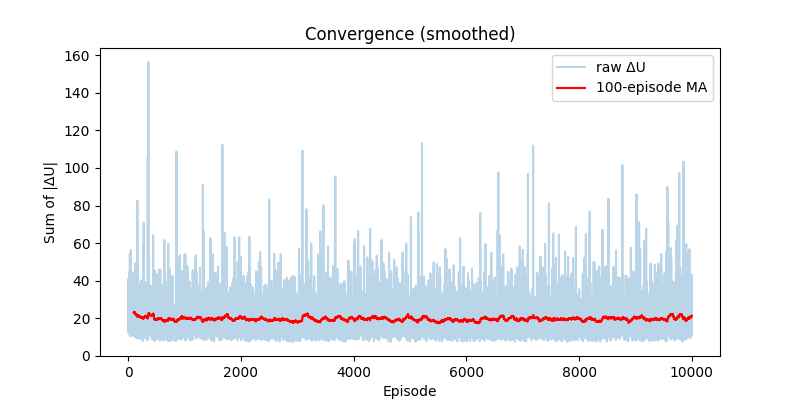 Convergence (smoothed)
raw ΔU
100-episode MA
Sum of |ΔU|
160
140
120
100
80
60
40
20
0
0 2000 4000 6000 8000 10000
Episode